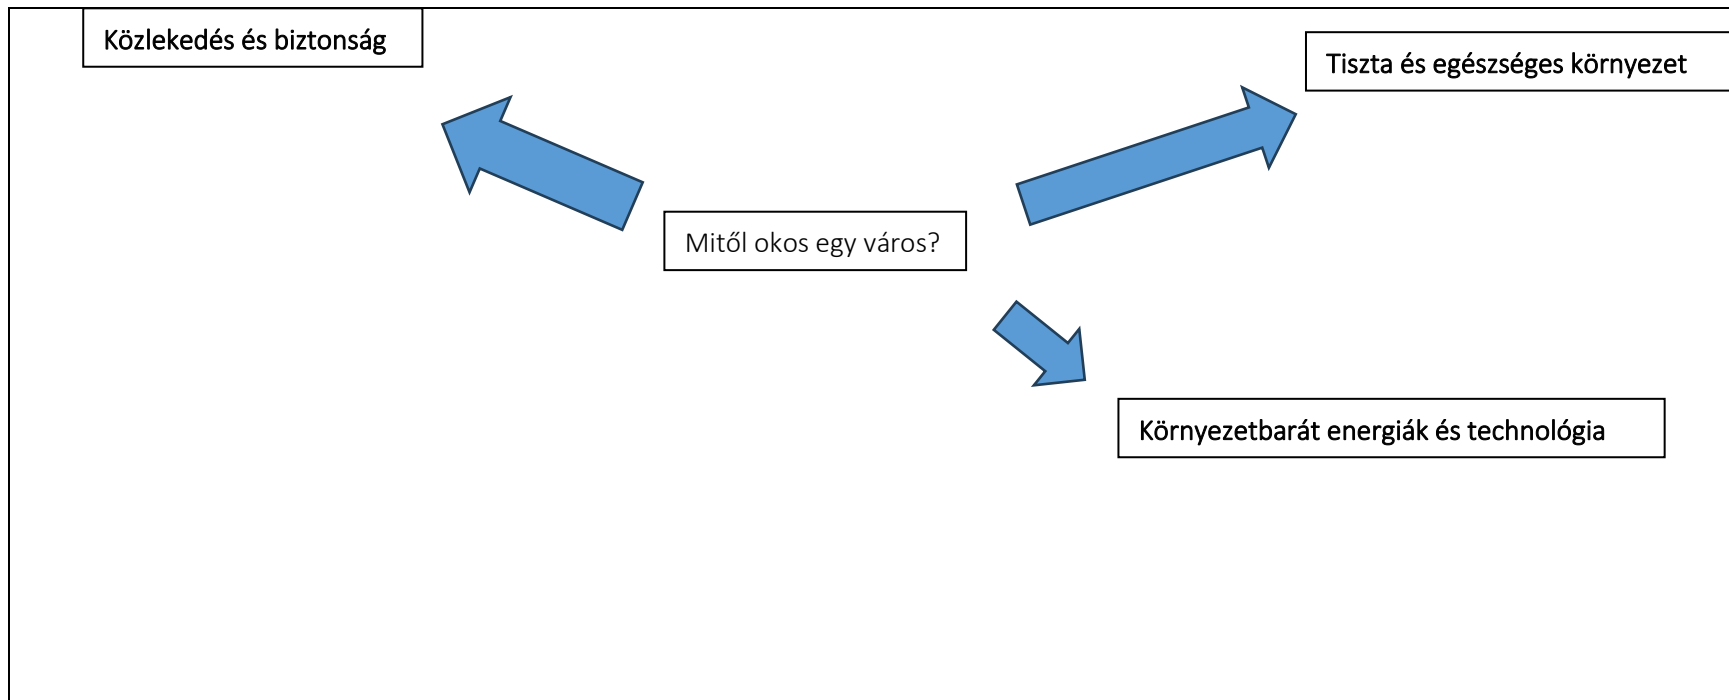 Közlekedés és biztonság
Tiszta és egészséges környezet
Mitől okos egy város?
Környezetbarát energiák és technológia